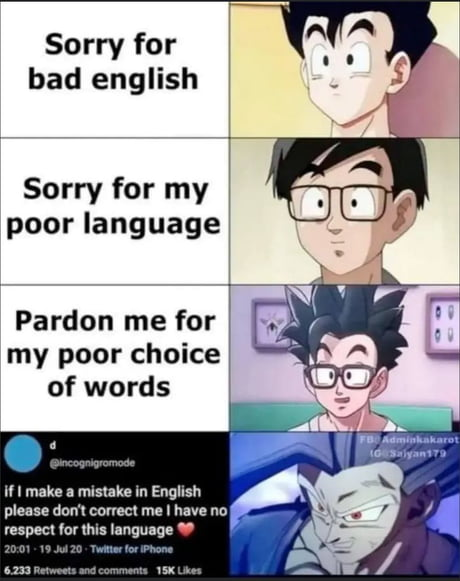 Sorry for
bad english
Sorry for my
poor language
Pardon me for
my poor choice
of words
FB: Adminkakarot
IG: Saiyan179
d
@incognigromode
if I make a mistake in English
please don't correct me I have no
respect for this language ❤️
20:01 · 19 Jul 20 · Twitter for iPhone
6,233 Retweets and comments 15K Likes